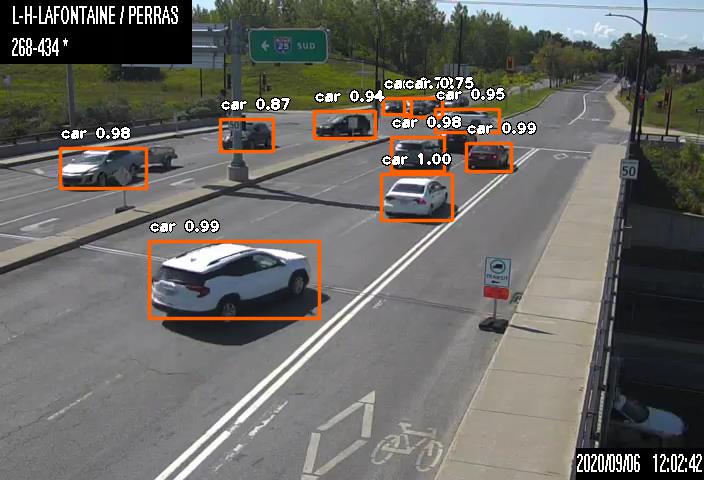 L-H-LAFONTAINE / PERRAS
268-434 *
25 SUD
car 0.75
car 0.94
car 0.95
car 0.87
car 0.98
car 0.99
car 0.98
car 1.00
50
car 0.99
TRANSIT
2020/09/06 12:02:42